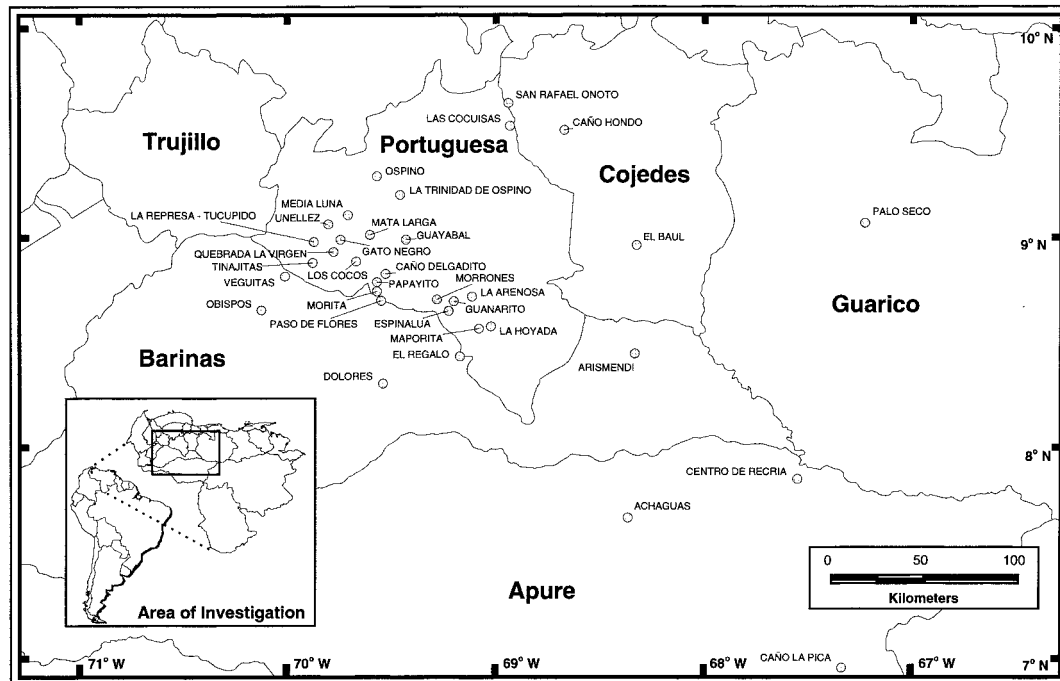 10° N
SAN RAFAEL ONOTO
LAS COCUISAS
CAÑO HONDO
Trujillo
Portuguesa
Cojedes
OSPINO
LA TRINIDAD DE OSPINO
MEDIA LUNA
UNELLEZ
LA REPRESA - TUCUPIDO
MATA LARGA
GUAYABAL
PALO SECO
9° N
EL BAUL
GATO NEGRO
QUEBRADA LA VIRGEN
TINAJITAS
LOS COCOS
CAÑO DELGADITO
VEGUITAS
PAPAYITO
MORRONES
LA ARENOSA
Guarico
MORITA
OBISPOS
PASO DE FLORES
GUANARITO
ESPINALUA
MAPORITA
LA HOYADA
Barinas
EL REGALO
ARISMENDI
DOLORES
8° N
CENTRO DE RECRIA
ACHAGUAS
0 50 100
Kilometers
Apure
Area of Investigation
CAÑO LA PICA
71° W
70° W
69° W
68° W
67° W
7° N